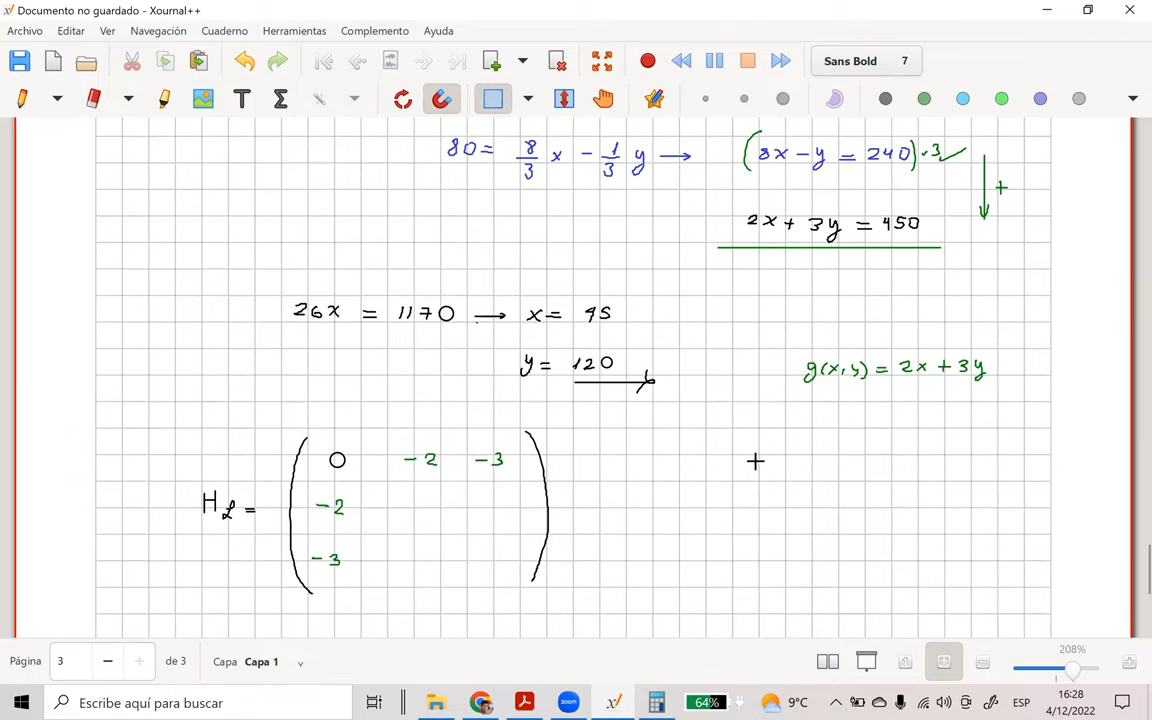 Documento no guardado - Xournal++
Archivo Editar Ver Navegación Cuaderno Herramientas Complemento Ayuda
Sans Bold 7
80 = 8/3 x - 1/3 y → (8x - y = 240) · 3 ✓
+
2x + 3y = 450
26x = 1170 → x = 45
y = 120
g(x,y) = 2x + 3y
0 -2 -3
H_L =
-2
-3
Página 3 de 3 Capa Capa 1 208%
Escribe aquí para buscar
64%
9°C
ESP
16:28
4/12/2022